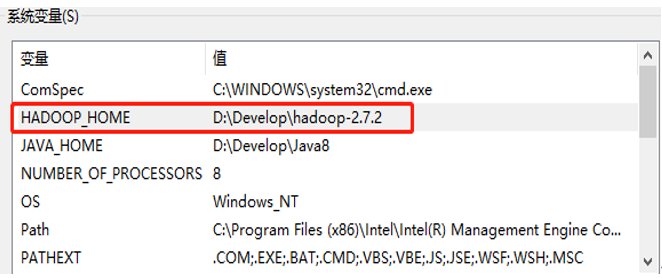 系统变量(S)
变量 值
ComSpec C:\WINDOWS\system32\cmd.exe
HADOOP_HOME D:\Develop\hadoop-2.7.2
JAVA_HOME D:\Develop\Java8
NUMBER_OF_PROCESSORS 8
OS Windows_NT
Path C:\Program Files (x86)\Intel\Intel(R) Management Engine Co...
PATHEXT .COM;.EXE;.BAT;.CMD;.VBS;.VBE;.JS;.JSE;.WSF;.WSH;.MSC